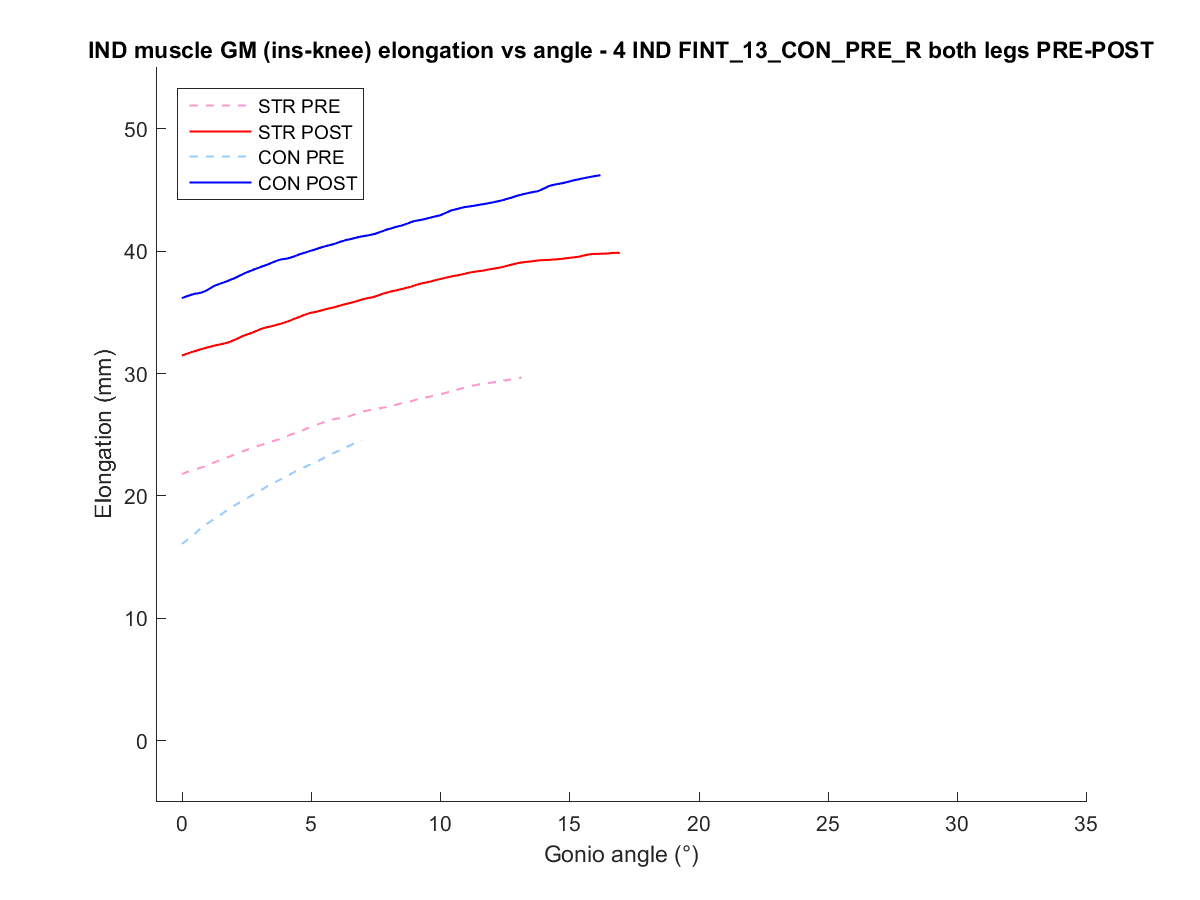 IND muscle GM (ins-knee) elongation vs angle - 4 IND FINT_13_CON_PRE_R both legs PRE-POST
STR PRE
STR POST
CON PRE
CON POST
50
40
30
20
10
0
Elongation (mm)
0 5 10 15 20 25 30 35
Gonio angle (°)